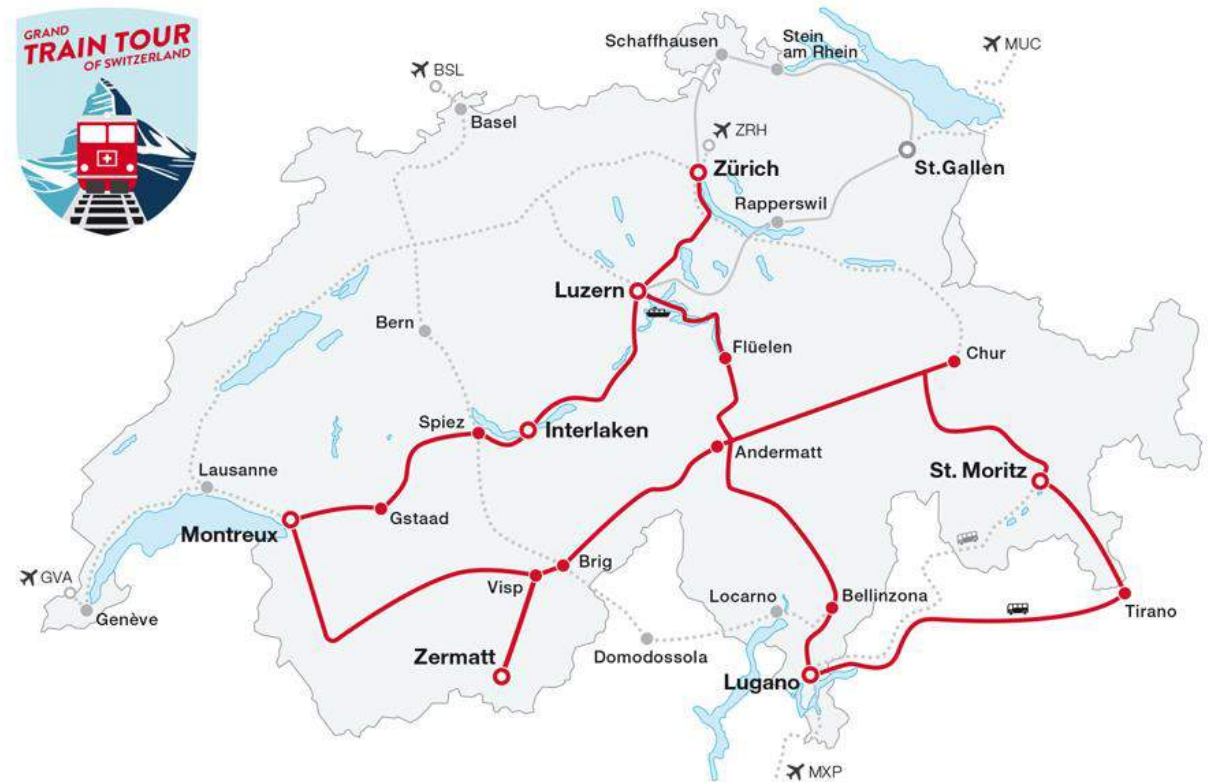 GRAND
TRAIN TOUR
OF SWITZERLAND
Schaffhausen
Stein
am Rhein
MUC
BSL
Basel
ZRH
Zürich
St.Gallen
Rapperswil
Luzern
Bern
Flüelen
Chur
Spiez
Interlaken
Andermatt
Lausanne
St. Moritz
Gstaad
Montreux
Brig
Visp
GVA
Genève
Locarno
Bellinzona
Tirano
Zermatt
Domodossola
Lugano
MXP